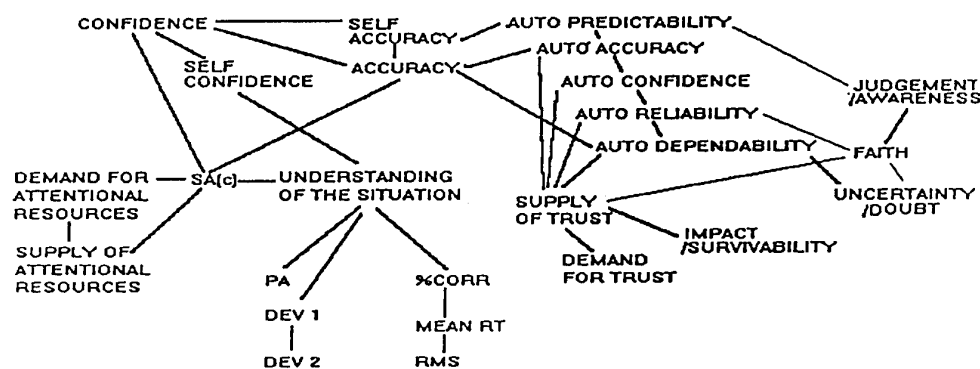 CONFIDENCE
SELF
ACCURACY
AUTO PREDICTABILITY
AUTO ACCURACY
SELF
CONFIDENCE
ACCURACY
AUTO CONFIDENCE
JUDGEMENT
/AWARENESS
AUTO RELIABILITY
AUTO DEPENDABILITY
FAITH
DEMAND FOR
ATTENTIONAL
RESOURCES
SA(c)
UNDERSTANDING
OF THE SITUATION
SUPPLY
OF TRUST
UNCERTAINTY
/DOUBT
SUPPLY OF
ATTENTIONAL
RESOURCES
IMPACT
/SURVIVABILITY
DEMAND
FOR TRUST
PA
%CORR
DEV 1
MEAN RT
DEV 2
RMS